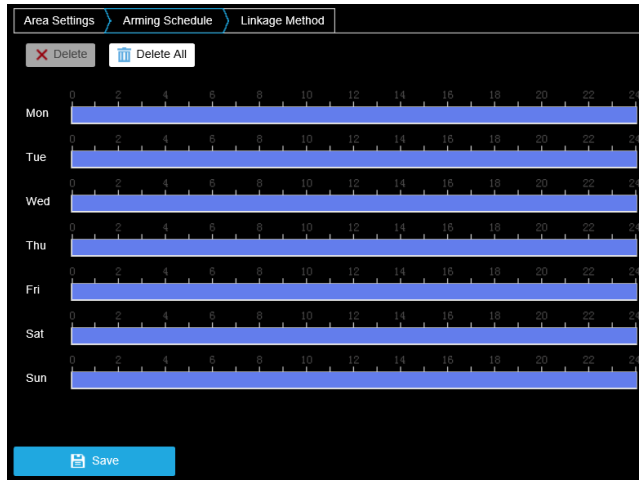 Area Settings Arming Schedule Linkage Method
Delete Delete All
0 2 4 6 8 10 12 14 16 18 20 22 24
Mon
0 2 4 6 8 10 12 14 16 18 20 22 24
Tue
0 2 4 6 8 10 12 14 16 18 20 22 24
Wed
0 2 4 6 8 10 12 14 16 18 20 22 24
Thu
0 2 4 6 8 10 12 14 16 18 20 22 24
Fri
0 2 4 6 8 10 12 14 16 18 20 22 24
Sat
0 2 4 6 8 10 12 14 16 18 20 22 24
Sun
Save